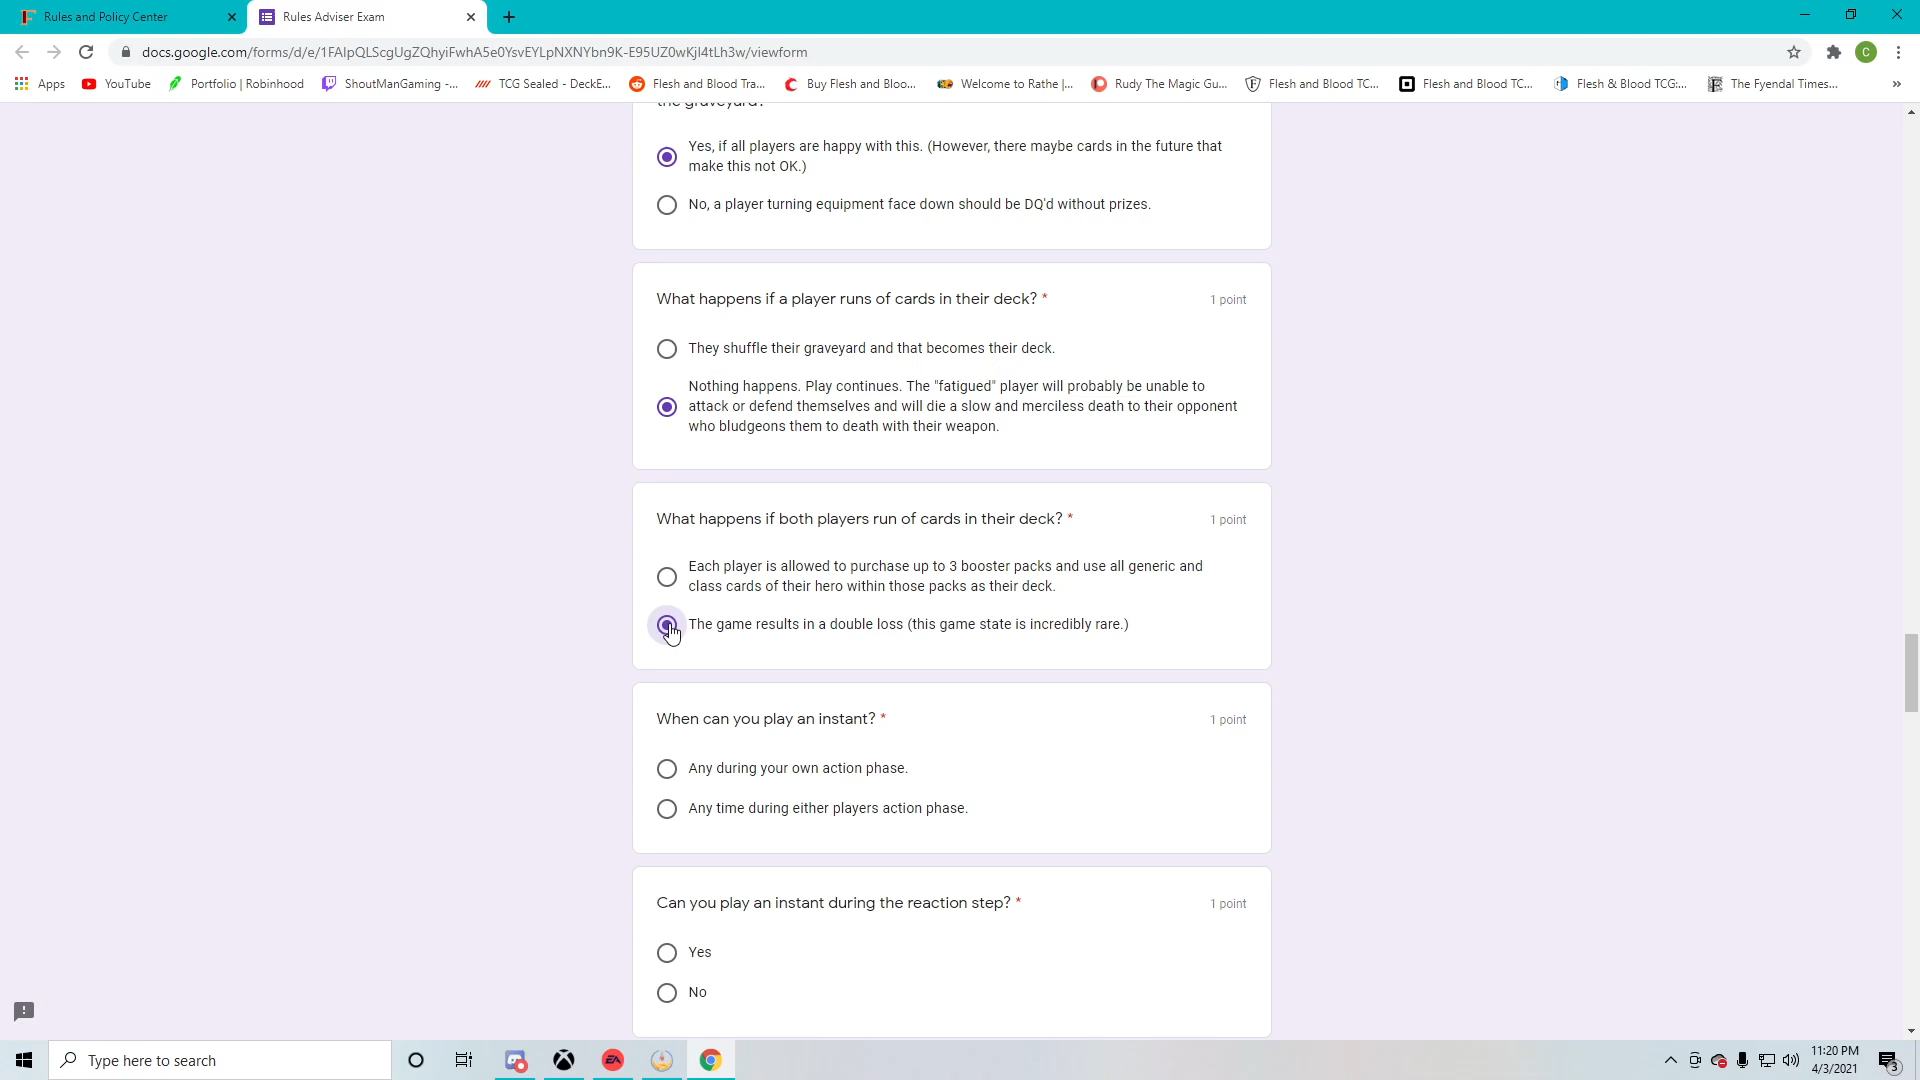 Rules and Policy Center
Rules Adviser Exam
docs.google.com/forms/d/e/1FAIpQLScgUgZQhyiFwhA5e0YsvEYLpNXNYbn9K-E95UZ0wKjl4tLh3w/viewform
C
Apps
YouTube
Portfolio | Robinhood
ShoutManGaming -...
TCG Sealed - DeckE...
Flesh and Blood Tra...
Buy Flesh and Bloo...
Welcome to Rathe |...
Rudy The Magic Gu...
Flesh and Blood TC...
Flesh and Blood TC...
Flesh & Blood TCG:...
The Fyendal Times...
»
the graveyard?
Yes, if all players are happy with this. (However, there maybe cards in the future that
make this not OK.)
No, a player turning equipment face down should be DQ'd without prizes.
What happens if a player runs of cards in their deck? *
1 point
They shuffle their graveyard and that becomes their deck.
Nothing happens. Play continues. The "fatigued" player will probably be unable to
attack or defend themselves and will die a slow and merciless death to their opponent
who bludgeons them to death with their weapon.
What happens if both players run of cards in their deck? *
1 point
Each player is allowed to purchase up to 3 booster packs and use all generic and
class cards of their hero within those packs as their deck.
The game results in a double loss (this game state is incredibly rare.)
When can you play an instant? *
1 point
Any during your own action phase.
Any time during either players action phase.
Can you play an instant during the reaction step? *
1 point
Yes
No
Type here to search
EA
11:20 PM
4/3/2021
3